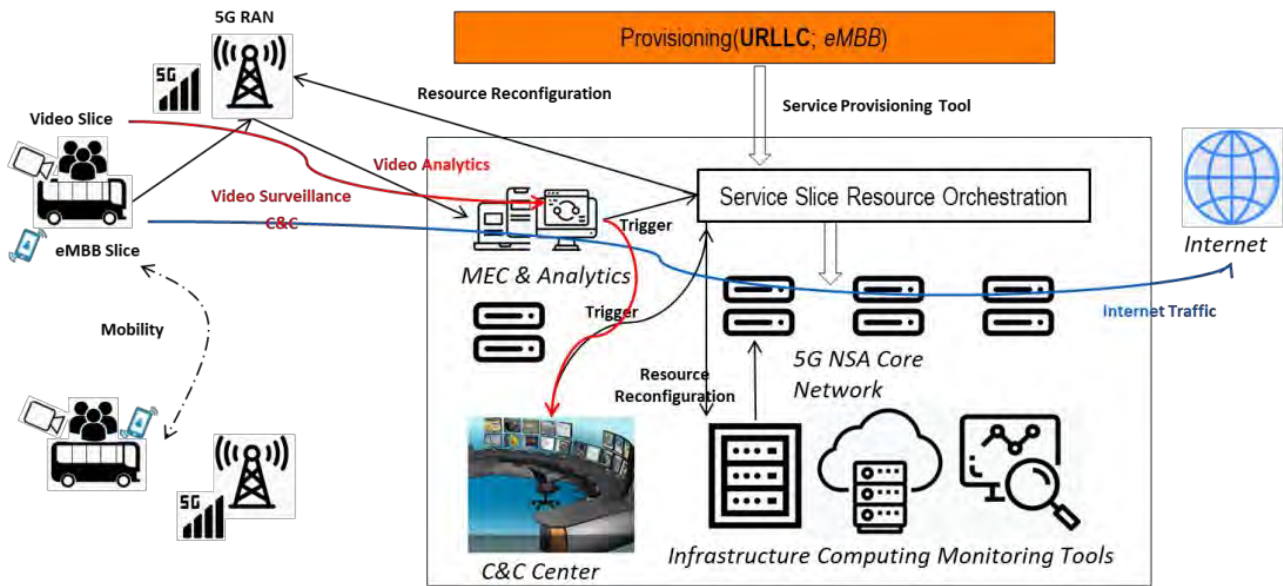 5G RAN
Provisioning(URLLC; eMBB)
5G
Resource Reconfiguration
Service Provisioning Tool
Video Slice
Video Analytics
Service Slice Resource Orchestration
Video Surveillance
C&C
Trigger
Internet
eMBB Slice
MEC & Analytics
Trigger
Internet Traffic
Mobility
5G NSA Core
Network
Resource
Reconfiguration
5G
Infrastructure Computing Monitoring Tools
C&C Center